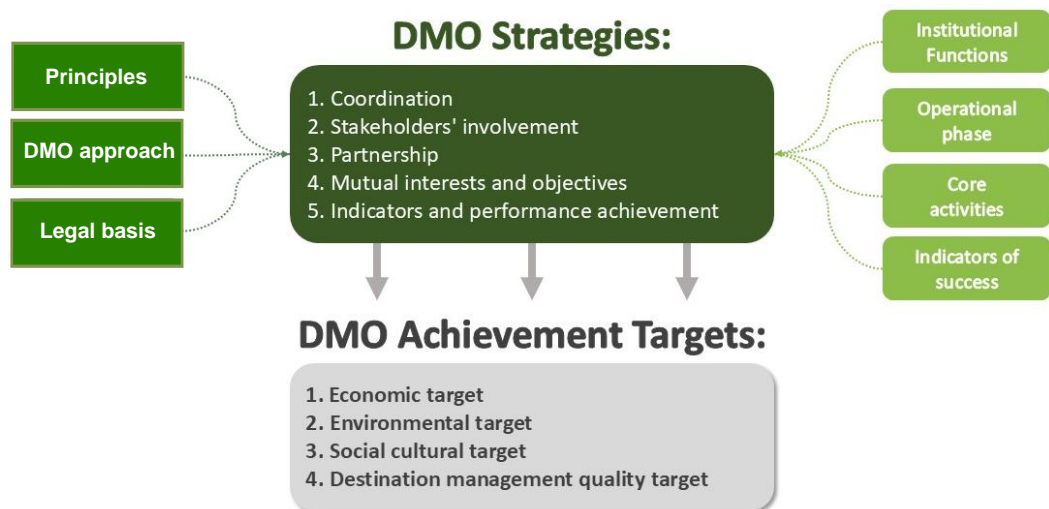 DMO Strategies:
Principles
DMO approach
Legal basis
1. Coordination
2. Stakeholders' involvement
3. Partnership
4. Mutual interests and objectives
5. Indicators and performance achievement
Institutional
Functions
Operational
phase
Core
activities
Indicators of
success
DMO Achievement Targets:
1. Economic target
2. Environmental target
3. Social cultural target
4. Destination management quality target